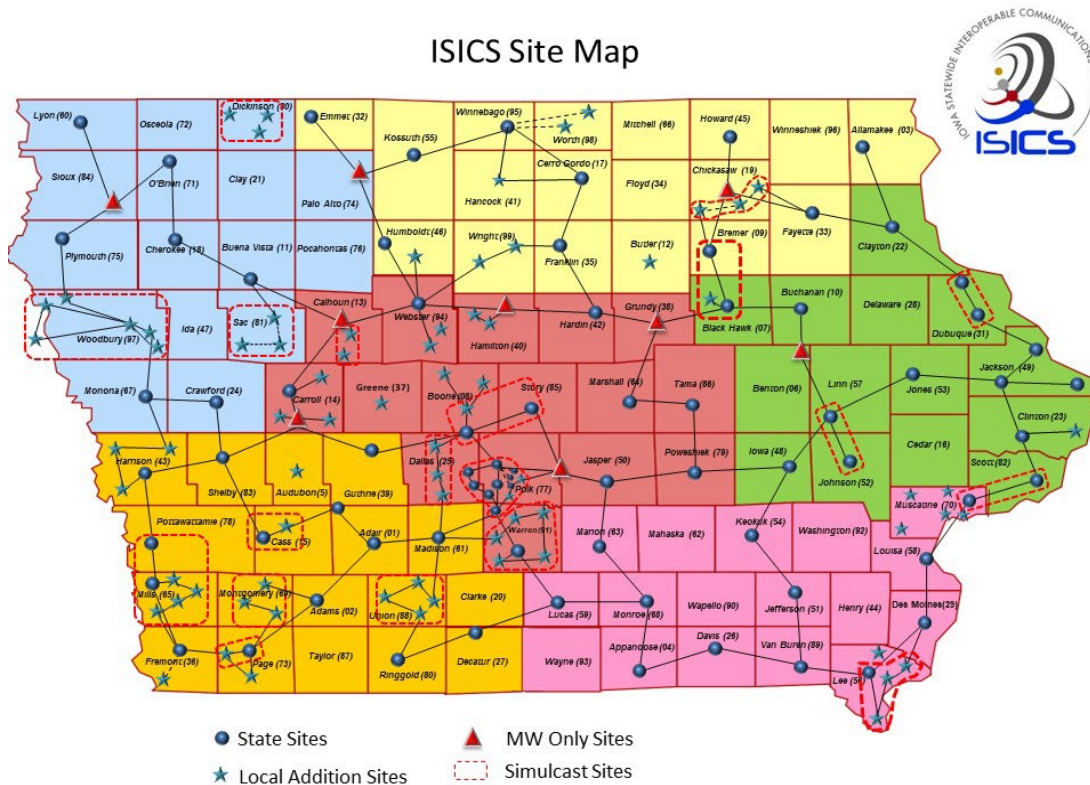 ISICS Site Map
IOWA STATEWIDE INTEROPERABLE COMMUNICATIONS
ISICS
Lyon (60)
Osceola (72)
Dickinson (30)
Emmet (32)
Kossuth (55)
Winnebago (95)
Worth (98)
Mitchell (66)
Howard (45)
Winneshiek (96)
Allamakee (03)
Sioux (84)
O'Brien (71)
Clay (21)
Palo Alto (74)
Hancock (41)
Cerro Gordo (17)
Floyd (34)
Chickasaw (19)
Plymouth (75)
Cherokee (18)
Buena Vista (11)
Pocahontas (76)
Humboldt (46)
Wright (99)
Franklin (35)
Butler (12)
Bremer (09)
Fayette (33)
Clayton (22)
Woodbury (97)
Ida (47)
Sac (81)
Calhoun (13)
Webster (94)
Hamilton (40)
Hardin (42)
Grundy (38)
Black Hawk (07)
Buchanan (10)
Delaware (28)
Dubuque (31)
Monona (67)
Crawford (24)
Carroll (14)
Greene (37)
Boone (08)
Story (85)
Marshall (64)
Tama (86)
Benton (06)
Linn (57)
Jones (53)
Jackson (49)
Clinton (23)
Harrison (43)
Shelby (83)
Audubon (5)
Guthrie (39)
Dallas (25)
Polk (77)
Jasper (50)
Poweshiek (79)
Iowa (48)
Johnson (52)
Cedar (16)
Scott (82)
Muscatine (70)
Pottawattamie (78)
Cass (15)
Adair (01)
Madison (61)
Warren (91)
Marion (63)
Mahaska (62)
Keokuk (54)
Washington (92)
Louisa (58)
Mills (65)
Montgomery (69)
Adams (02)
Union (88)
Clarke (20)
Lucas (59)
Monroe (68)
Wapello (90)
Jefferson (51)
Henry (44)
Des Moines (29)
Fremont (36)
Page (73)
Taylor (87)
Ringgold (80)
Decatur (27)
Wayne (93)
Appanoose (04)
Davis (26)
Van Buren (89)
Lee
State Sites
MW Only Sites
Local Addition Sites
Simulcast Sites